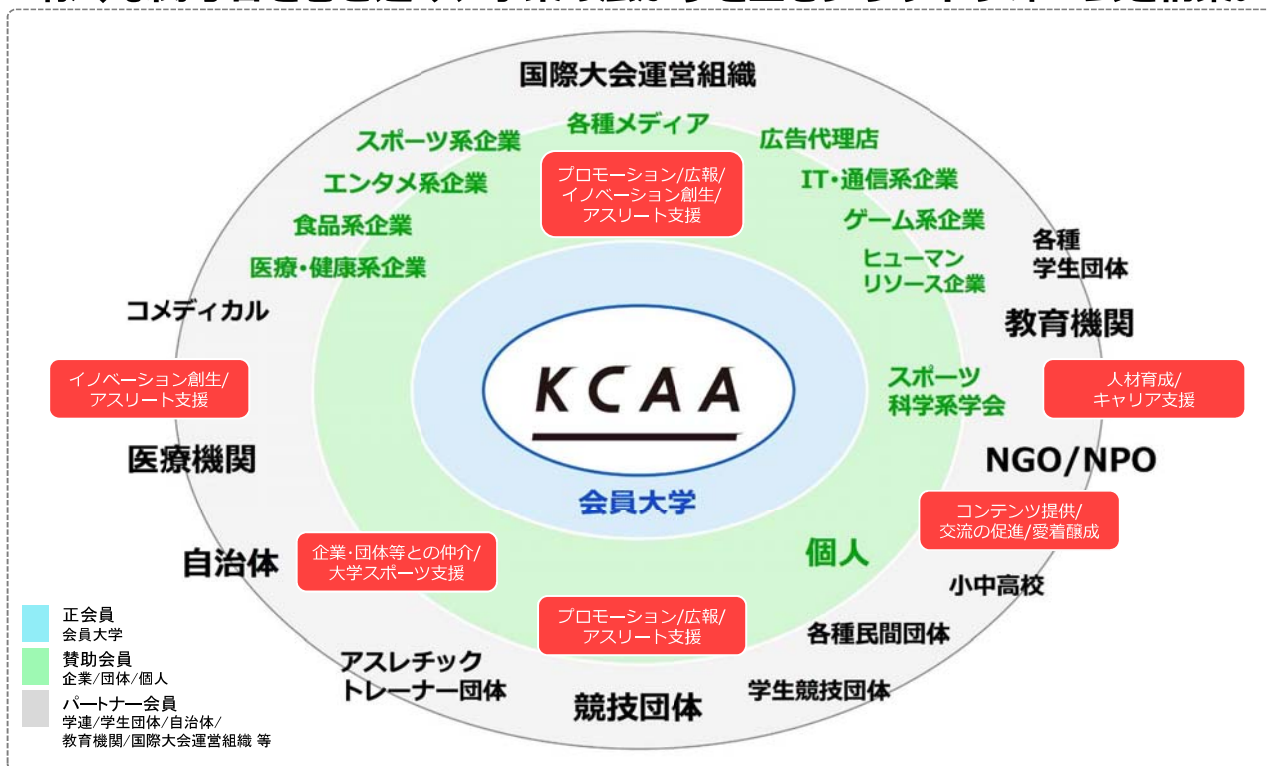 国際大会運営組織
各種メディア
スポーツ系企業
広告代理店
エンタメ系企業
IT・通信系企業
プロモーション/広報/
イノベーション創生/
アスリート支援
食品系企業
ゲーム系企業
医療・健康系企業
ヒューマン
リソース企業
各種
学生団体
コメディカル
教育機関
イノベーション創生/
アスリート支援
KCAA
スポーツ
科学系学会
人材育成/
キャリア支援
医療機関
NGO/NPO
会員大学
コンテンツ提供/
交流の促進/愛着醸成
自治体
企業・団体等との仲介/
大学スポーツ支援
個人
小中高校
プロモーション/広報/
アスリート支援
各種民間団体
アスレチック
トレーナー団体
競技団体
学生競技団体
正会員
会員大学
賛助会員
企業/団体/個人
パートナー会員
学連/学生団体/自治体/
教育機関/国際大会運営組織 等